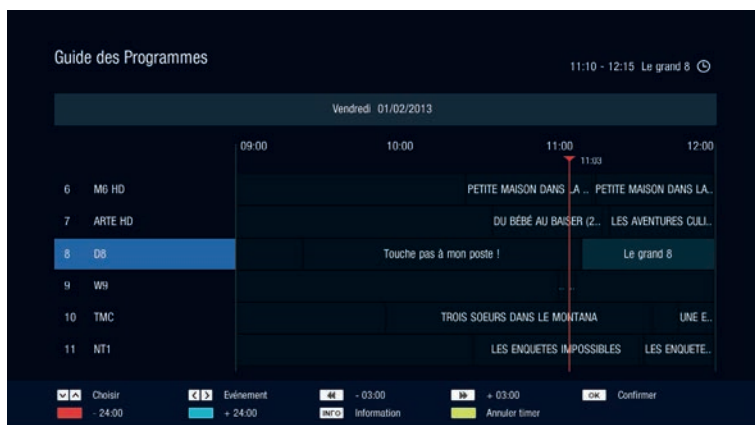 Guide des Programmes
11:10 - 12:15 Le grand 8
Vendredi 01/02/2013
09:00 10:00 11:00 12:00
11:03
6 M6 HD PETITE MAISON DANS LA .. PETITE MAISON DANS LA..
7 ARTE HD DU BÉBÉ AU BAISER (2.. LES AVENTURES CULI..
8 D8 Touche pas à mon poste ! Le grand 8
9 W9 .. ..
10 TMC TROIS SOEURS DANS LE MONTANA UNE E..
11 NT1 LES ENQUETES IMPOSSIBLES LES ENQUETE..
Choisir Evénement - 03:00 + 03:00 OK Confirmer
- 24:00 + 24:00 INFO Information Annuler timer